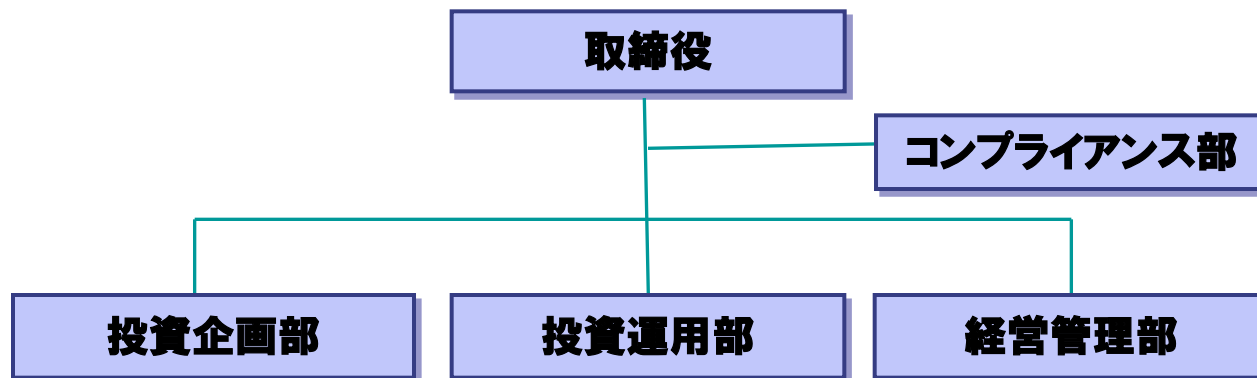 取締役
コンプライアンス部
投資企画部
投資運用部
経営管理部